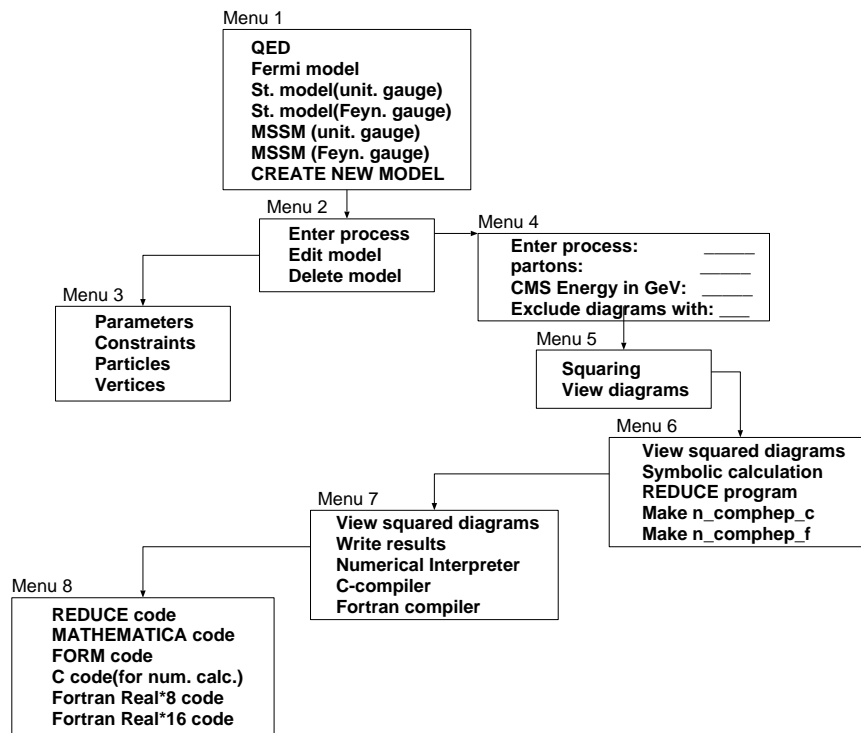 Menu 1
QED
Fermi model
St. model(unit. gauge)
St. model(Feyn. gauge)
MSSM (unit. gauge)
MSSM (Feyn. gauge)
CREATE NEW MODEL
Menu 2
Enter process
Edit model
Delete model
Menu 4
Enter process: _____
partons: _____
CMS Energy in GeV: _____
Exclude diagrams with: ___
Menu 3
Parameters
Constraints
Particles
Vertices
Menu 5
Squaring
View diagrams
Menu 6
View squared diagrams
Symbolic calculation
REDUCE program
Make n_comphep_c
Make n_comphep_f
Menu 7
View squared diagrams
Write results
Numerical Interpreter
C-compiler
Fortran compiler
Menu 8
REDUCE code
MATHEMATICA code
FORM code
C code(for num. calc.)
Fortran Real*8 code
Fortran Real*16 code